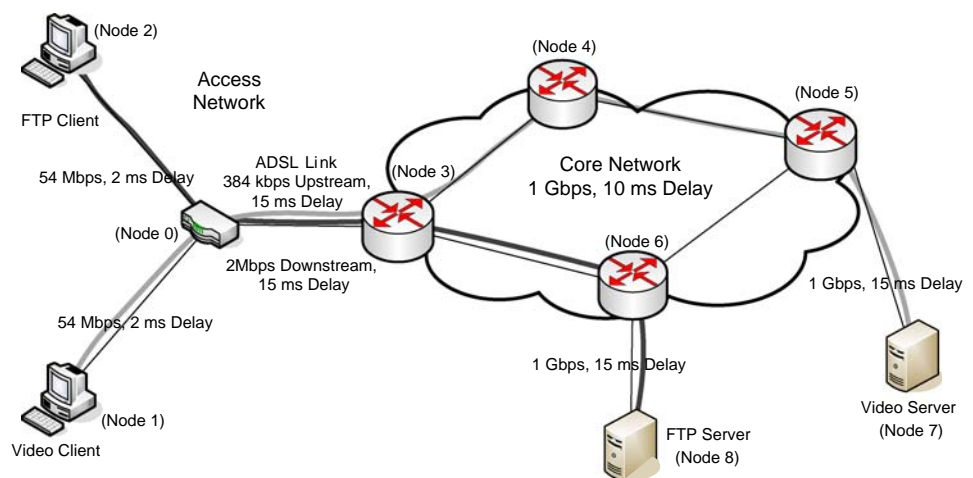 (Node 2)
FTP Client
Access
Network
54 Mbps, 2 ms Delay
(Node 0)
ADSL Link
384 kbps Upstream,
15 ms Delay
2Mbps Downstream,
15 ms Delay
54 Mbps, 2 ms Delay
(Node 1)
Video Client
(Node 3)
(Node 4)
(Node 5)
Core Network
1 Gbps, 10 ms Delay
(Node 6)
1 Gbps, 15 ms Delay
1 Gbps, 15 ms Delay
FTP Server
(Node 8)
Video Server
(Node 7)